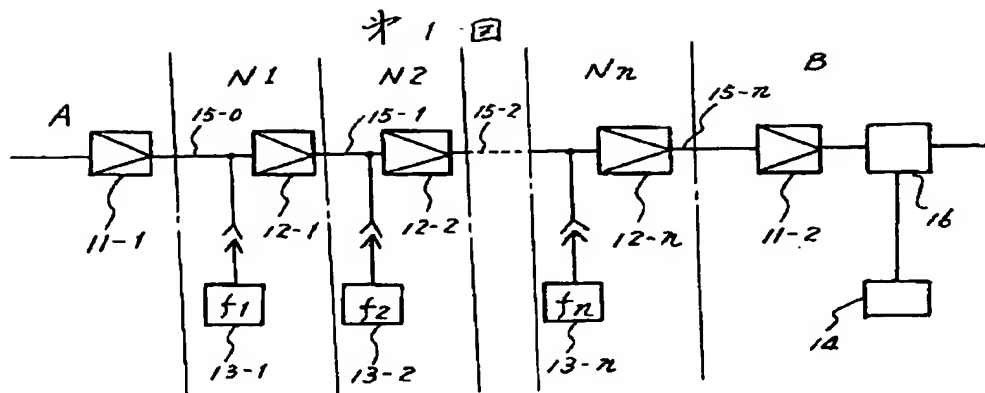 第1図
N1 N2 Nn B
A 15-0 15-1 15-2 15-n
11-1 12-1 12-2 12-n 11-2 16
f1 f2 fn
13-1 13-2 13-n 14